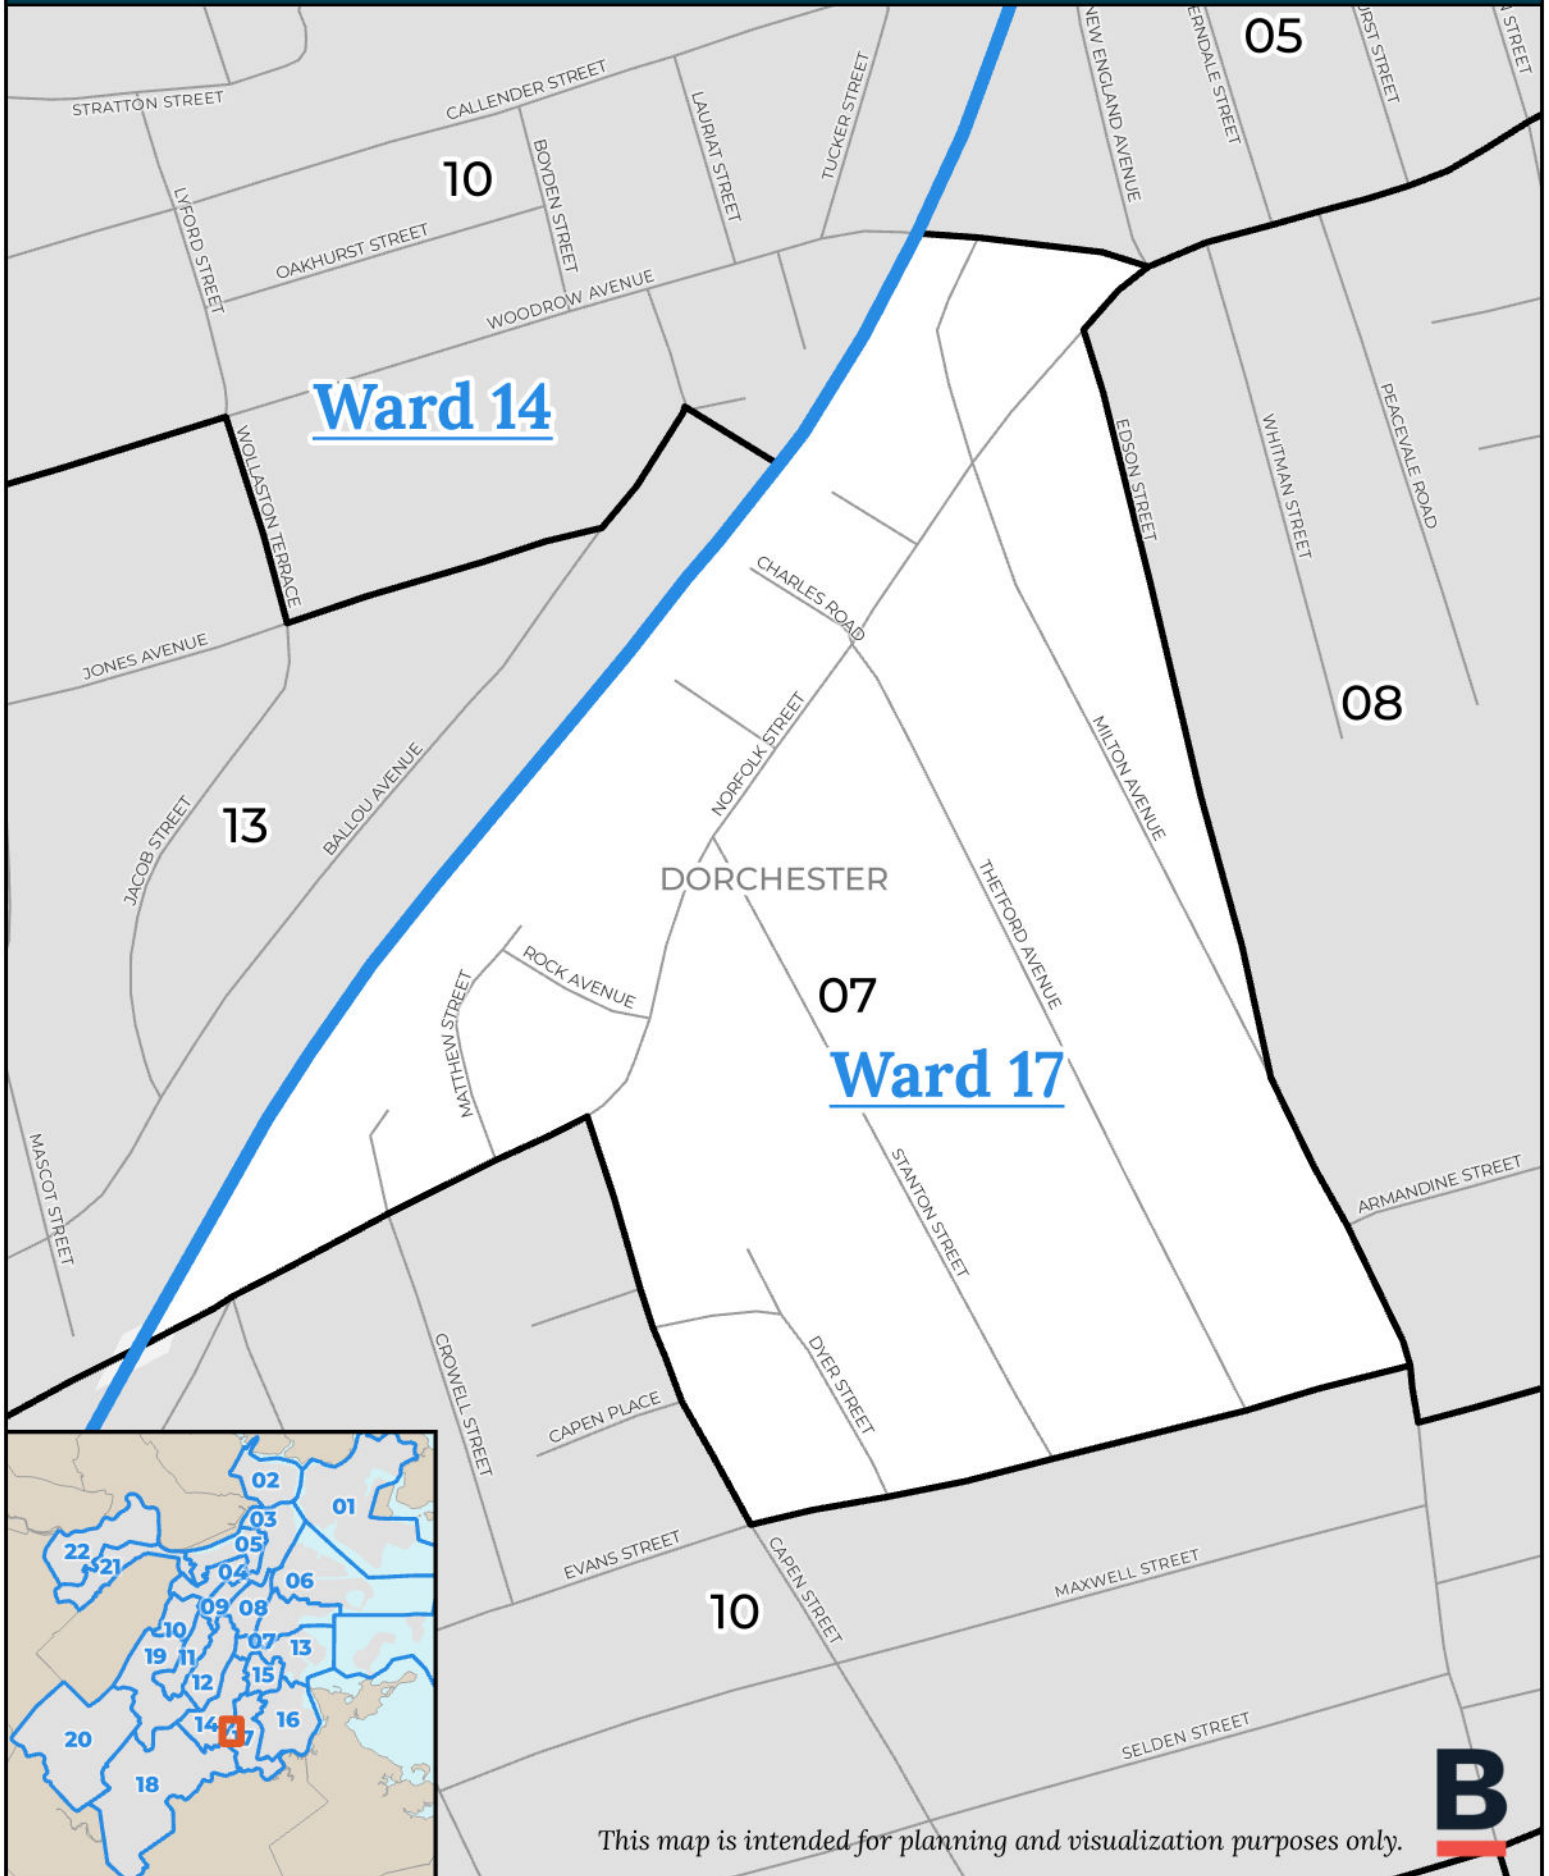 NEW ENGLAND AVENUE
05
STRATTON STREET
CALLENDER STREET
LAURIAT STREET
TUCKER STREET
10
BOYDEN STREET
LYFORD STREET
OAKHURST STREET
WOODROW AVENUE
Ward 14
WOLLASTON TERRACE
EDSON STREET
WHITMAN STREET
PEACEVALE ROAD
CHARLES ROAD
JONES AVENUE
08
NORFOLK STREET
MILTON AVENUE
BALLOU AVENUE
JACOB STREET
13
DORCHESTER
THETFORD AVENUE
ROCK AVENUE
07
MATTHEW STREET
Ward 17
MASCOT STREET
STANTON STREET
ARMANDINE STREET
DYER STREET
CROWELL STREET
CAPEN PLACE
EVANS STREET
CAPEN STREET
MAXWELL STREET
10
SELDEN STREET
02
01
03
05
22
21
04
06
09
08
10
07
13
19
11
12
15
14
16
20
18
This map is intended for planning and visualization purposes only.
B